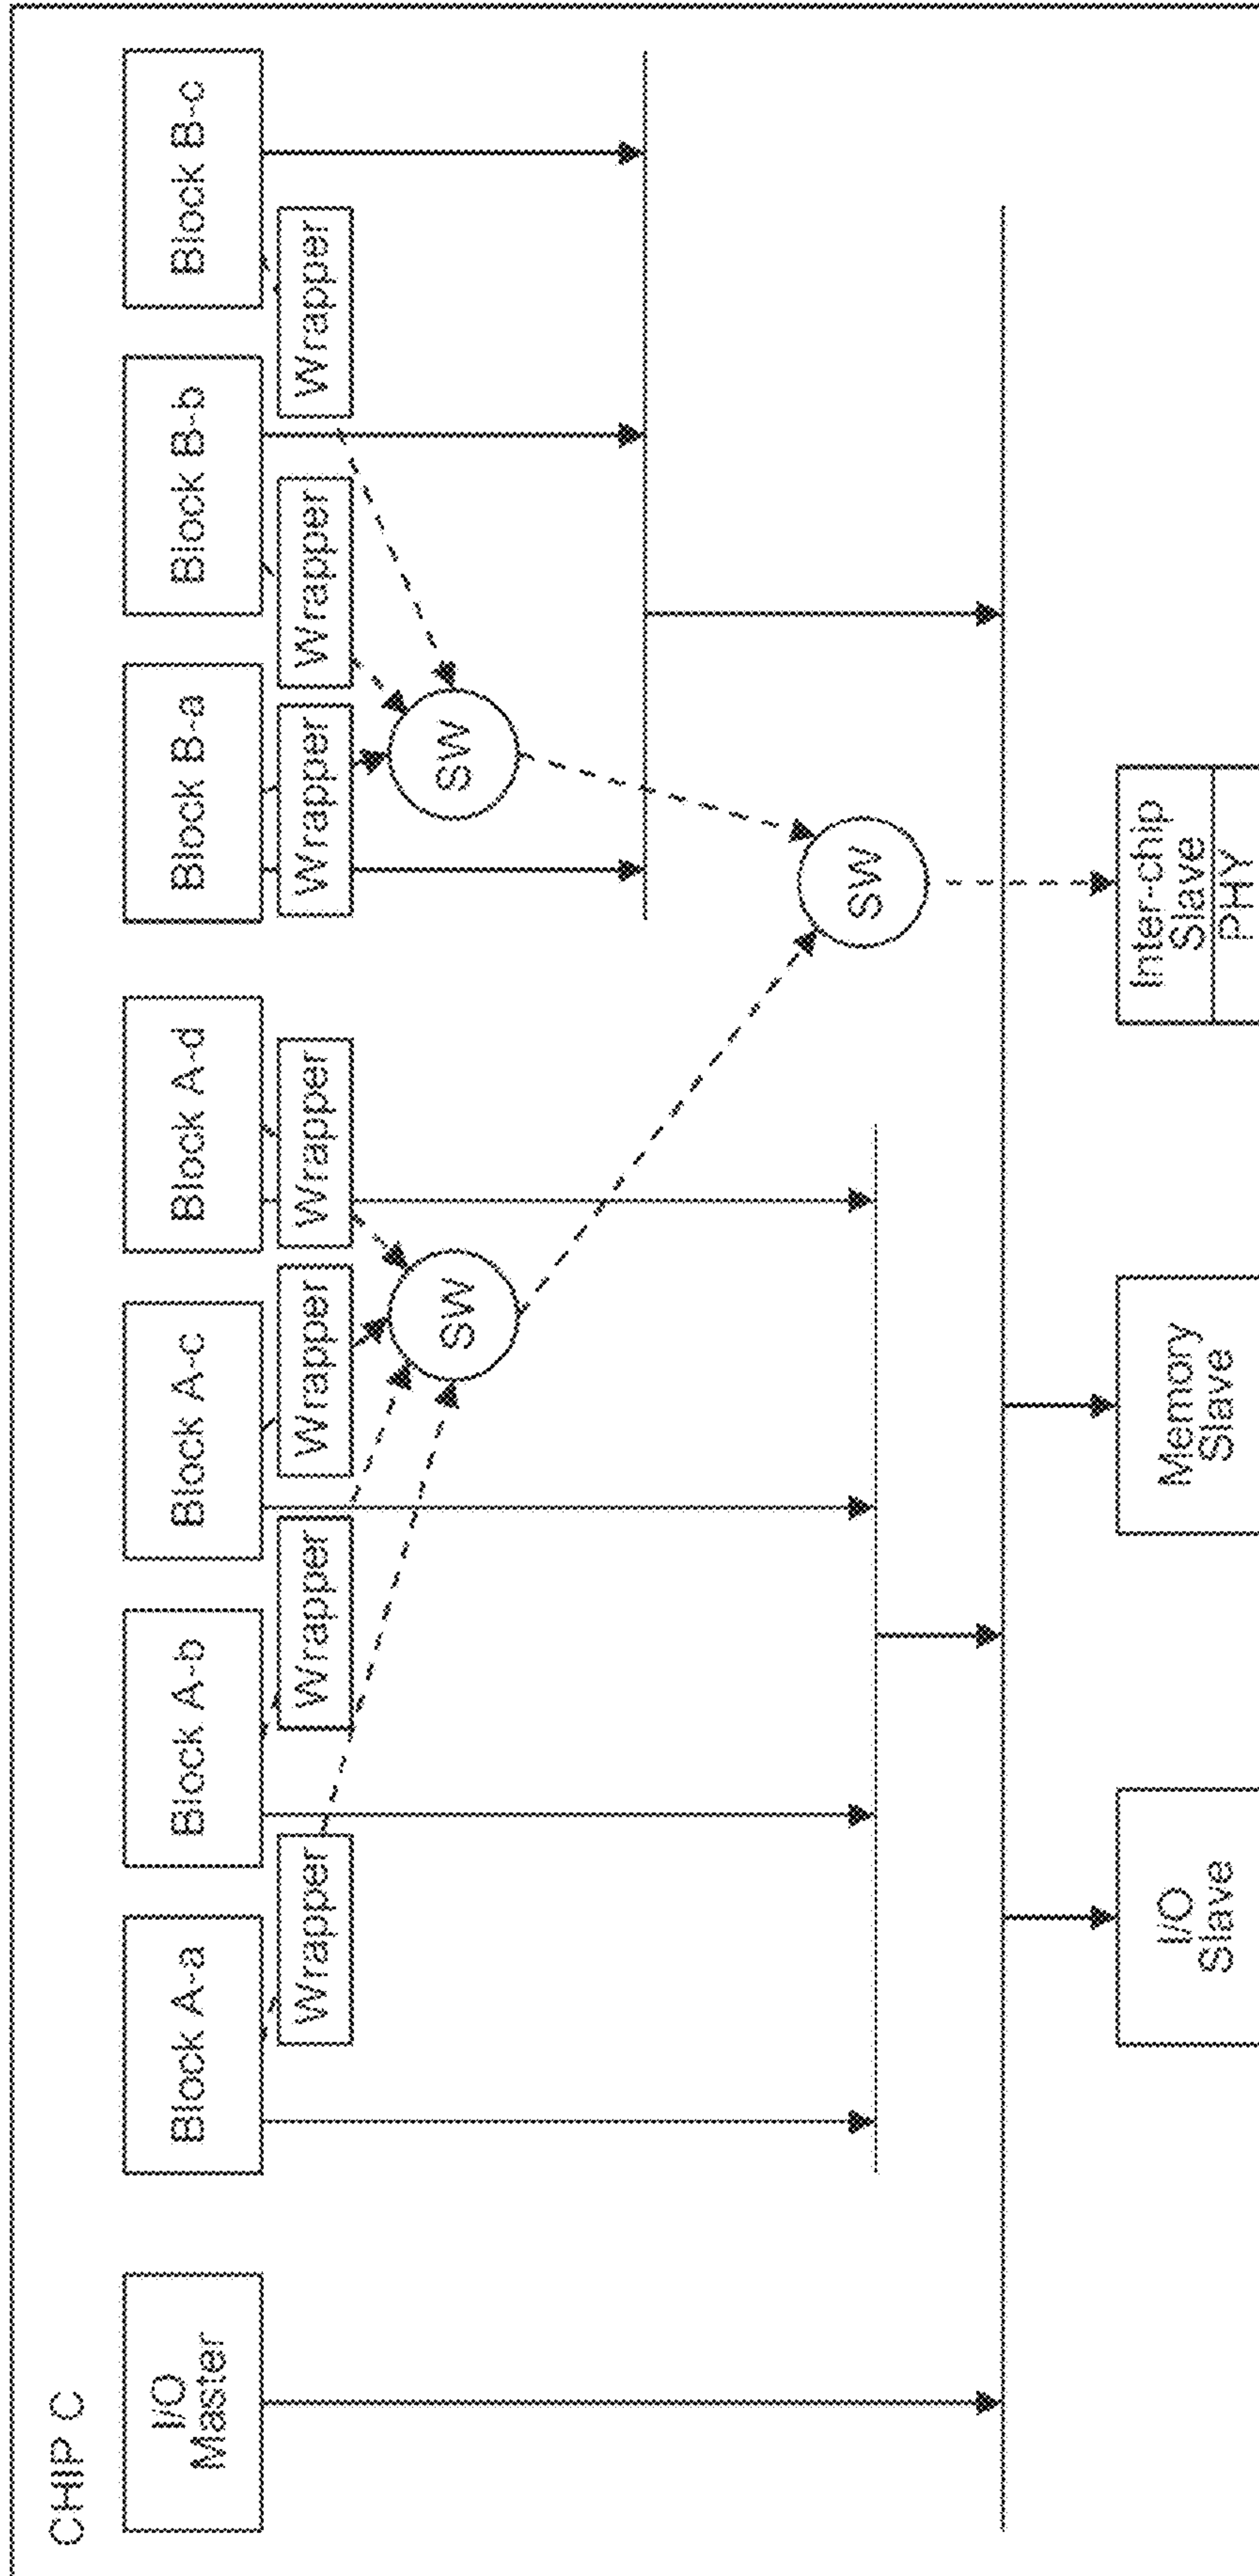 CHIP C
I/O
Master
Block A-a
Block A-b
Block A-c
Block A-d
Block B-a
Block B-b
Block B-c
Wrapper
Wrapper
Wrapper
Wrapper
Wrapper
Wrapper
Wrapper
SW
SW
SW
I/O
Slave
Memory
Slave
Inter-chip
Slave
PHY